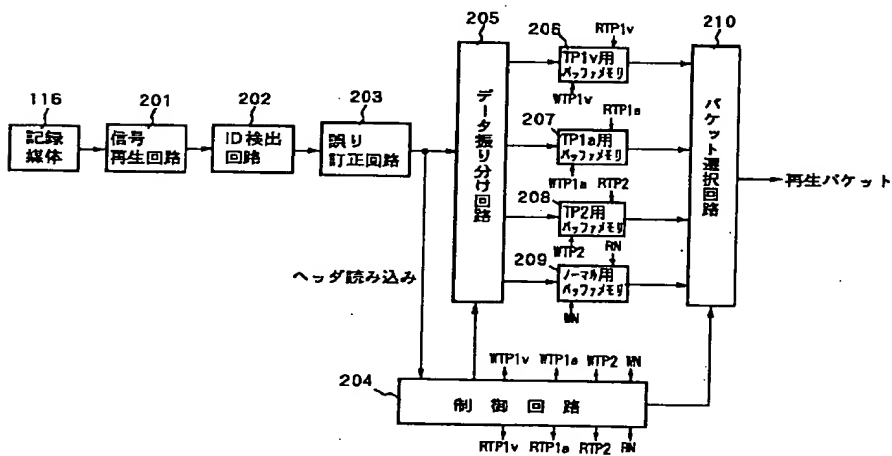 116
記録
媒体
201
信号
再生回路
202
ID検出
回路
203
誤り
訂正回路
205
データ振り分け回路
206
RTP1v
TP1v用
バッファメモリ
WTP1v
207
RTP1a
TP1a用
バッファメモリ
WTP1a
208
RTP2
TP2用
バッファメモリ
WTP2
209
RN
ノーマル用
バッファメモリ
WN
210
パケット選択回路
再生パケット
ヘッダ読み込み
204
WTP1v
WTP1a
WTP2
WN
制御回路
RTP1v
RTP1a
RTP2
RN